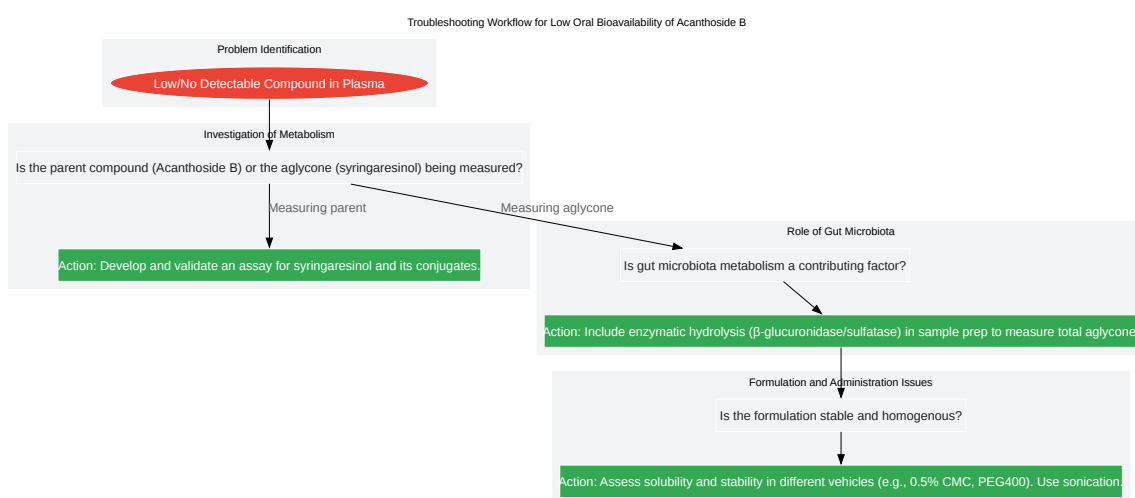 Troubleshooting Workflow for Low Oral Bioavailability of Acanthoside B
Problem Identification
Low/No Detectable Compound in Plasma
Investigation of Metabolism
Is the parent compound (Acanthoside B) or the aglycone (syringaresinol) being measured?
Measuring parent
Measuring aglycone
Role of Gut Microbiota
Is gut microbiota metabolism a contributing factor?
Action: Develop and validate an assay for syringaresinol and its conjugates.
Action: Include enzymatic hydrolysis (β-glucuronidase/sulfatase) in sample prep to measure total aglycone
Formulation and Administration Issues
Is the formulation stable and homogenous?
Action: Assess solubility and stability in different vehicles (e.g., 0.5% CMC, PEG400). Use sonication.